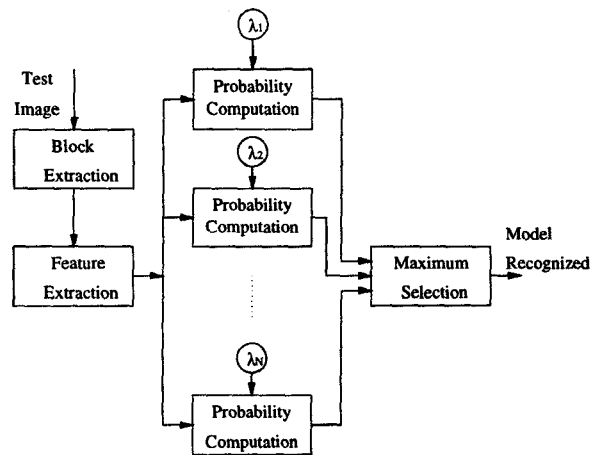 λ1
Test
Image
Probability
Computation
Block
Extraction
λ2
Probability
Computation
Feature
Extraction
Maximum
Selection
Model
Recognized
λN
Probability
Computation